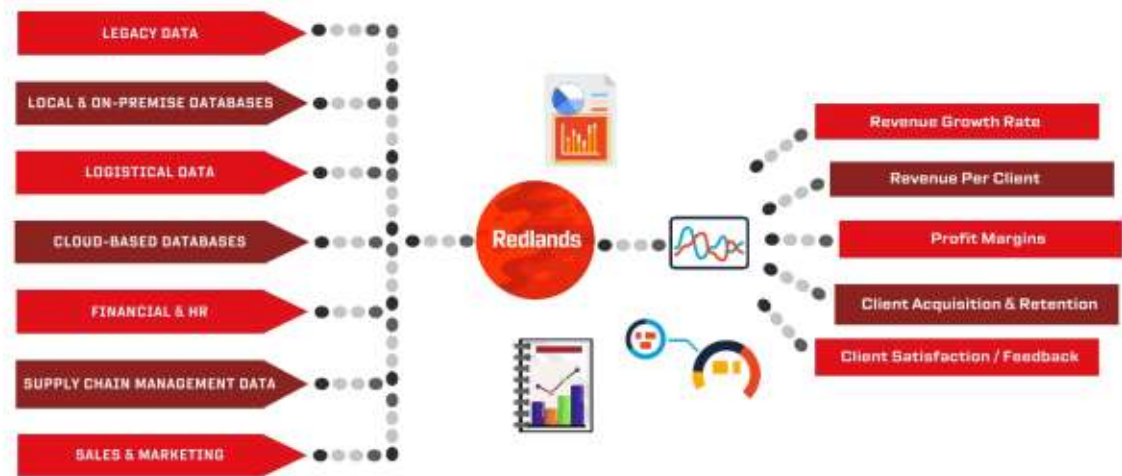 LEGACY DATA
LOCAL & ON-PREMISE DATABASES
LOGISTICAL DATA
CLOUD-BASED DATABASES
FINANCIAL & HR
SUPPLY CHAIN MANAGEMENT DATA
SALES & MARKETING
Redlands
Revenue Growth Rate
Revenue Per Client
Profit Margins
Client Acquisition & Retention
Client Satisfaction / Feedback